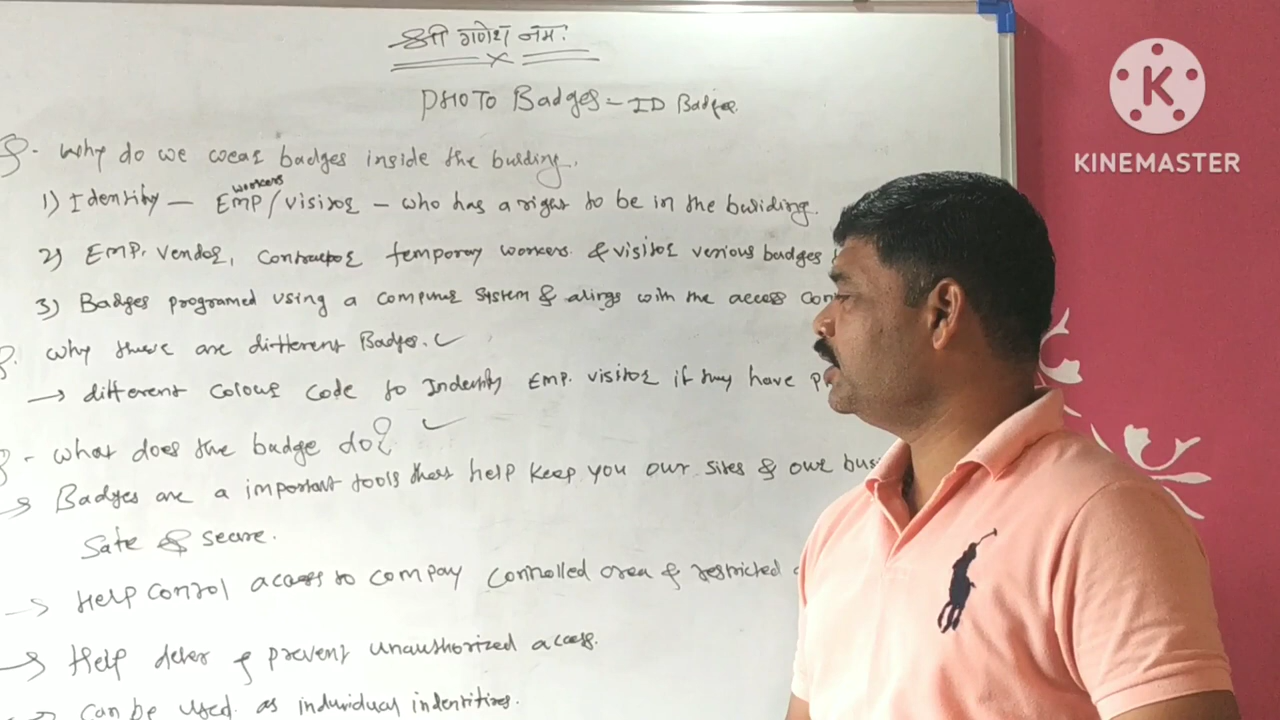 श्री गणेश नमः
PHOTO Badges - ID Badge.
Q. Why do we wear badges inside the building.
1) Identity — EMP/visitor – who has a right to be in the building.
workers
2) EMP. vendor, contractor temporary workers. & visitor verious badges
3) Badges programed using a computer system & alings with the access con
Q. why there are different Badges.
→ different colour code to Indentify EMP. visitor if they have p
Q - what does the badge do?
→ Badges are a important tools that help keep you our sites & our busi
safe & secure.
→ Help control access to compay controlled area & restricted
→ Help deter & prevent unauthorized access.
can be used as individual indentities.
K
KINEMASTER